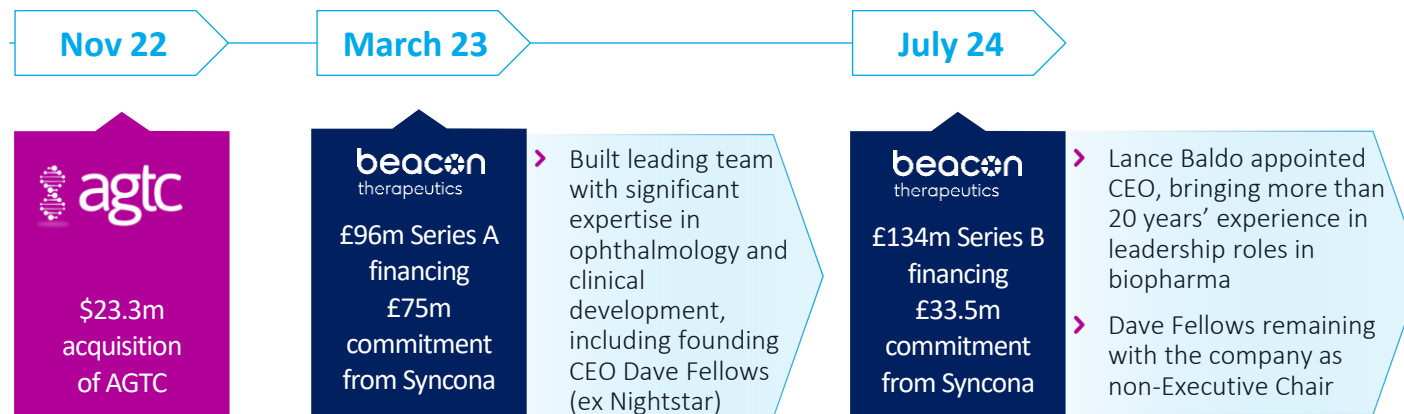 Nov 22
March 23
July 24
agtc
$23.3m
acquisition
of AGTC
beacon
therapeutics
£96m Series A
financing
£75m
commitment
from Syncona
Built leading team
with significant
expertise in
ophthalmology and
clinical
development,
including founding
CEO Dave Fellows
(ex Nightstar)
beacon
therapeutics
£134m Series B
financing
£33.5m
commitment
from Syncona
Lance Baldo appointed
CEO, bringing more than
20 years’ experience in
leadership roles in
biopharma
Dave Fellows remaining
with the company as
non-Executive Chair